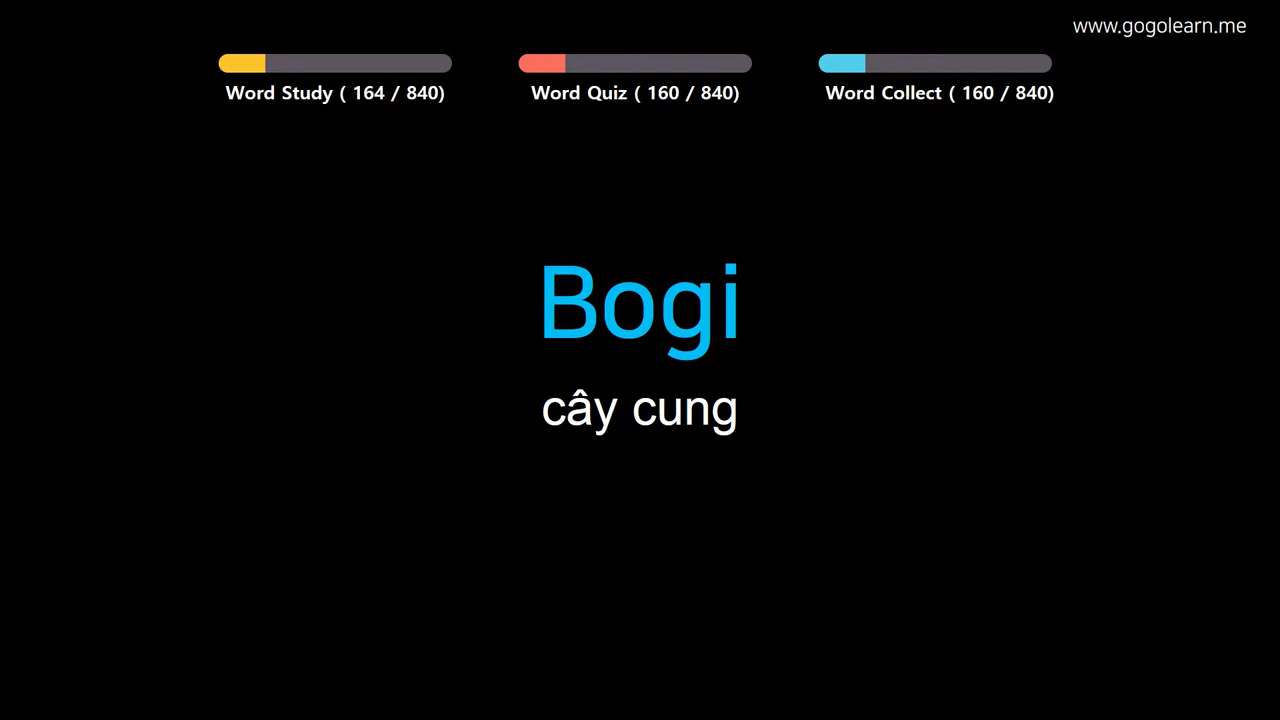 www.gogolearn.me
Word Study ( 164 / 840)
Word Quiz ( 160 / 840)
Word Collect ( 160 / 840)
Bogi
cây cung